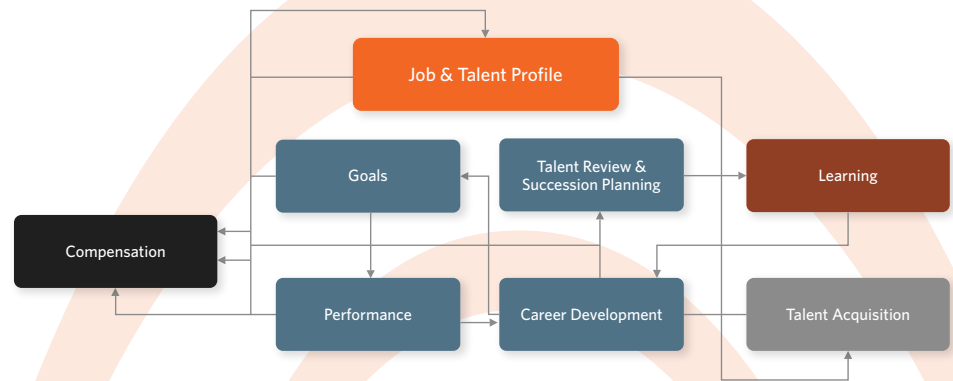 Job & Talent Profile
Goals
Talent Review &
Succession Planning
Learning
Compensation
Performance
Career Development
Talent Acquisition